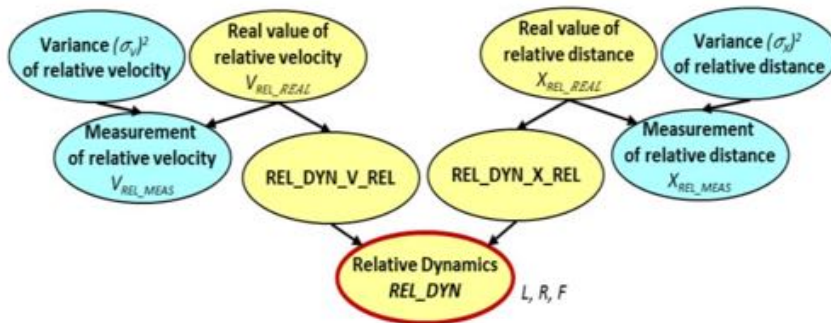 Variance (σV)²
of relative velocity
Real value of
relative velocity
VREL_REAL
Real value
of relative
distance
XREL_REAL
Variance (σX)²
of relative distance
Measurement
of relative velocity
VREL_MEAS
REL_DYN_V_REL
REL_DYN_X_REL
Measurement
of relative distance
XREL_MEAS
Relative Dynamics
REL_DYN
L, R, F